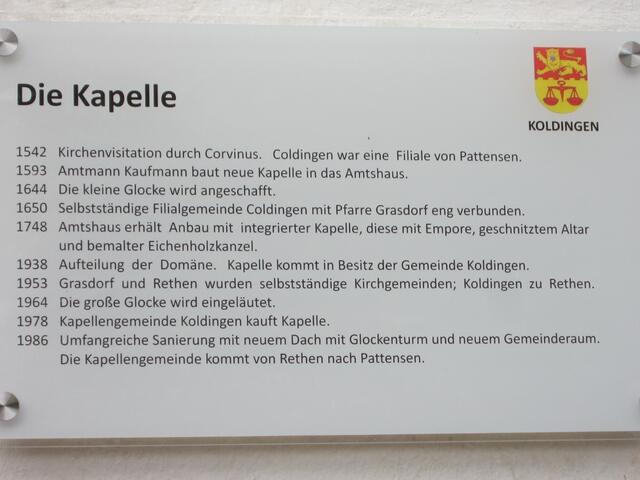 Die Kapelle
KOLDINGEN
1542 Kirchenvisitation durch Corvinus. Coldingen war eine Filiale von Pattensen.
1593 Amtmann Kaufmann baut neue Kapelle in das Amtshaus.
1644 Die kleine Glocke wird angeschafft.
1650 Selbstständige Filialgemeinde Coldingen mit Pfarre Grasdorf eng verbunden.
1748 Amtshaus erhält Anbau mit integrierter Kapelle, diese mit Empore, geschnitztem Altar
und bemalter Eichenholzkanzel.
1938 Aufteilung der Domäne. Kapelle kommt in Besitz der Gemeinde Koldingen.
1953 Grasdorf und Rethen wurden selbstständige Kirchgemeinden; Koldingen zu Rethen.
1964 Die große Glocke wird eingeläutet.
1978 Kapellengemeinde Koldingen kauft Kapelle.
1986 Umfangreiche Sanierung mit neuem Dach mit Glockenturm und neuem Gemeinderaum.
Die Kapellengemeinde kommt von Rethen nach Pattensen.